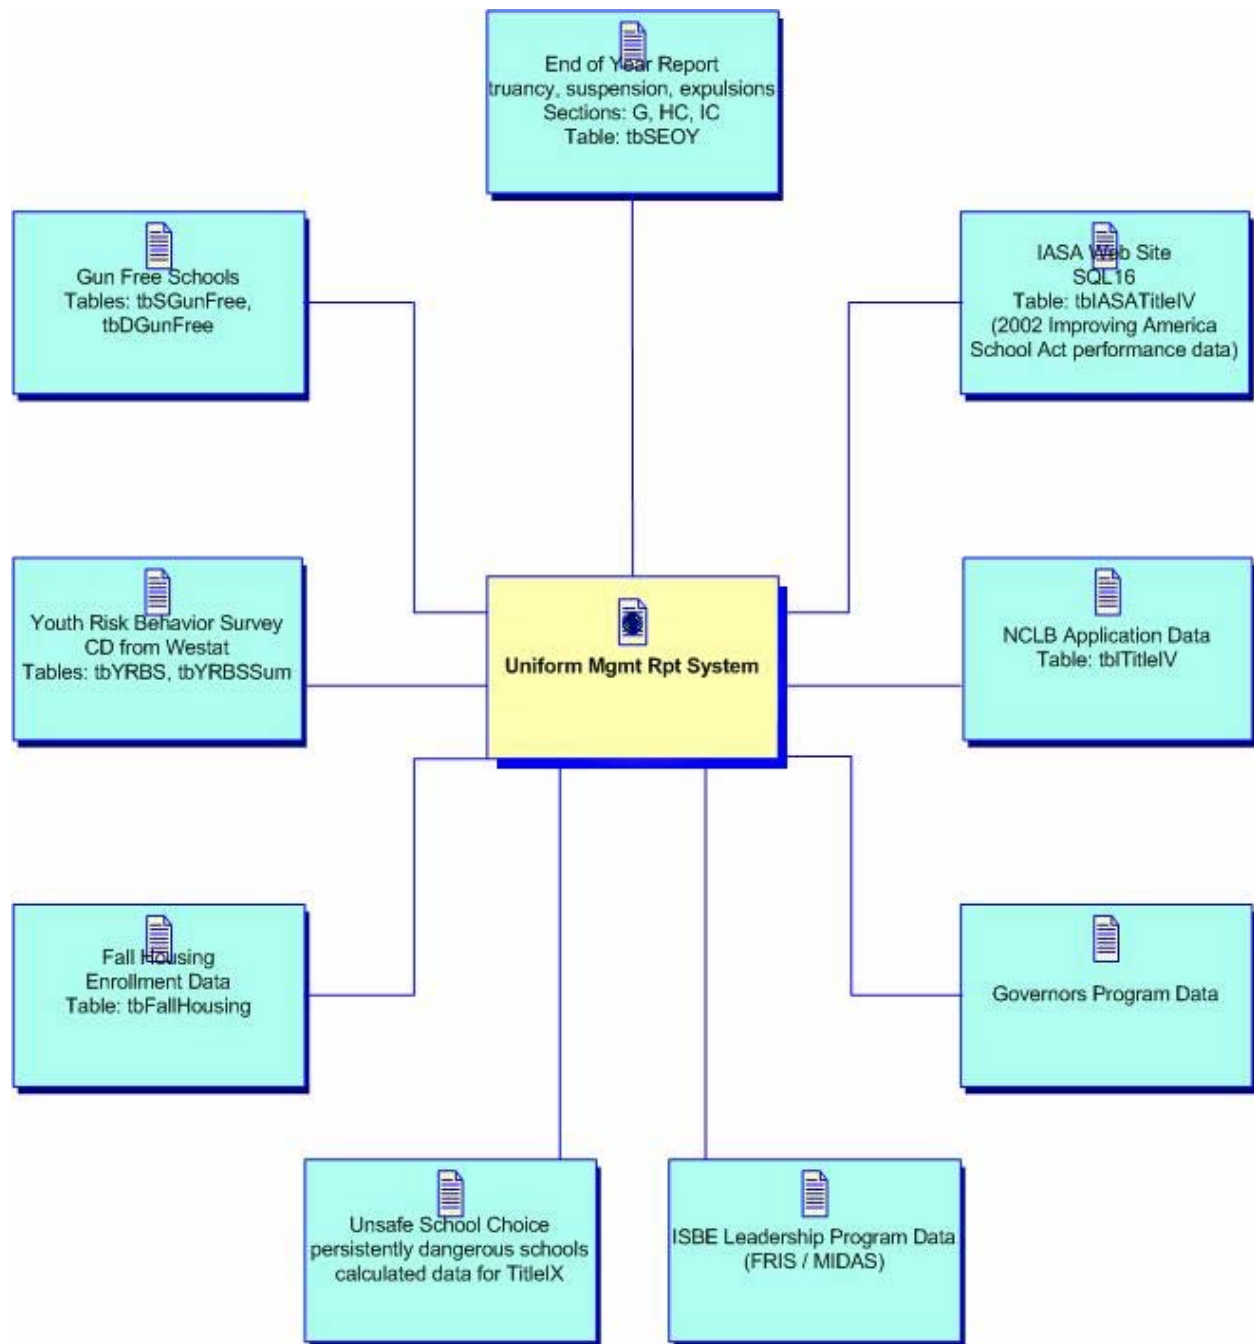 End of Year Report
truancy, suspension, expulsions
Sections: G, HC, IC
Table: tbSEOY
Gun Free Schools
Tables: tbSGunFree,
tbDGunFree
IASA Web Site
SQL16
Table: tbIASATitleIV
(2002 Improving America
School Act performance data)
Youth Risk Behavior Survey
CD from Westat
Tables: tbYRBS, tbYRBSSum
Uniform Mgmt Rpt System
NCLB Application Data
Table: tbITitleIV
Fall Housing
Enrollment Data
Table: tbFallHousing
Governors Program Data
Unsafe School Choice
persistently dangerous schools
calculated data for TitleIX
ISBE Leadership Program Data
(FRIS / MIDAS)